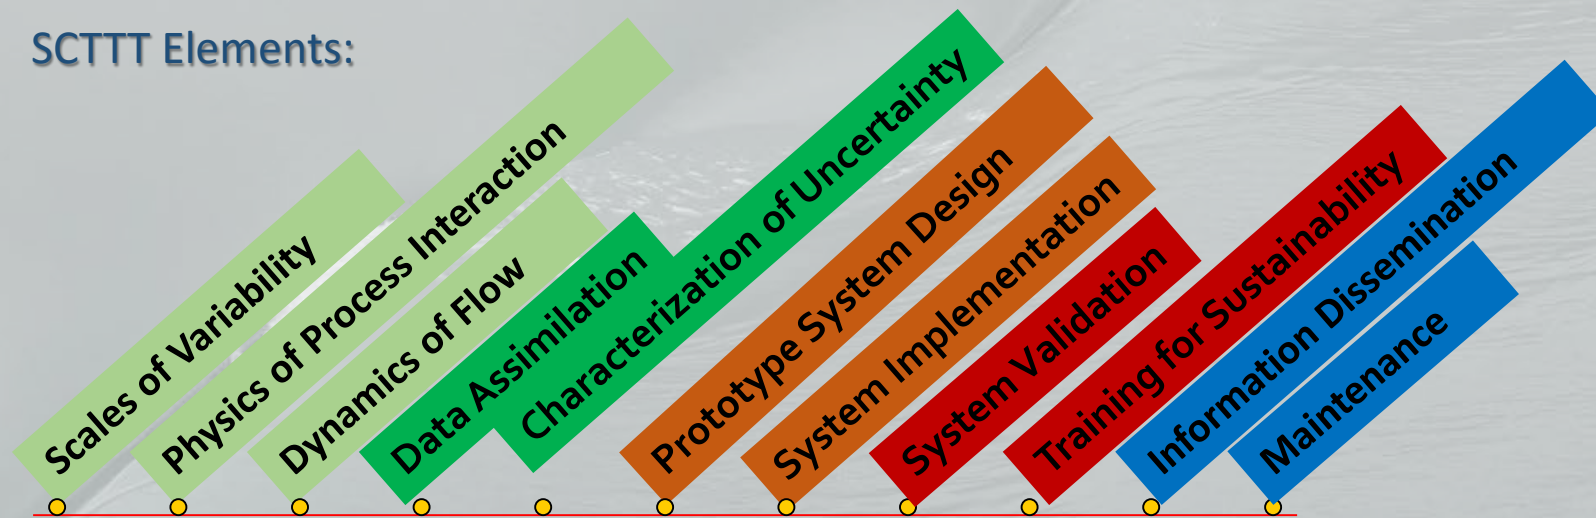 SCTTT Elements:
Scales of Variability
Physics of Process Interaction
Dynamics of Flow
Data Assimilation
Characterization of Uncertainty
Prototype System Design
System Implementation
System Validation
Training for Sustainability
Information Dissemination
Maintenance